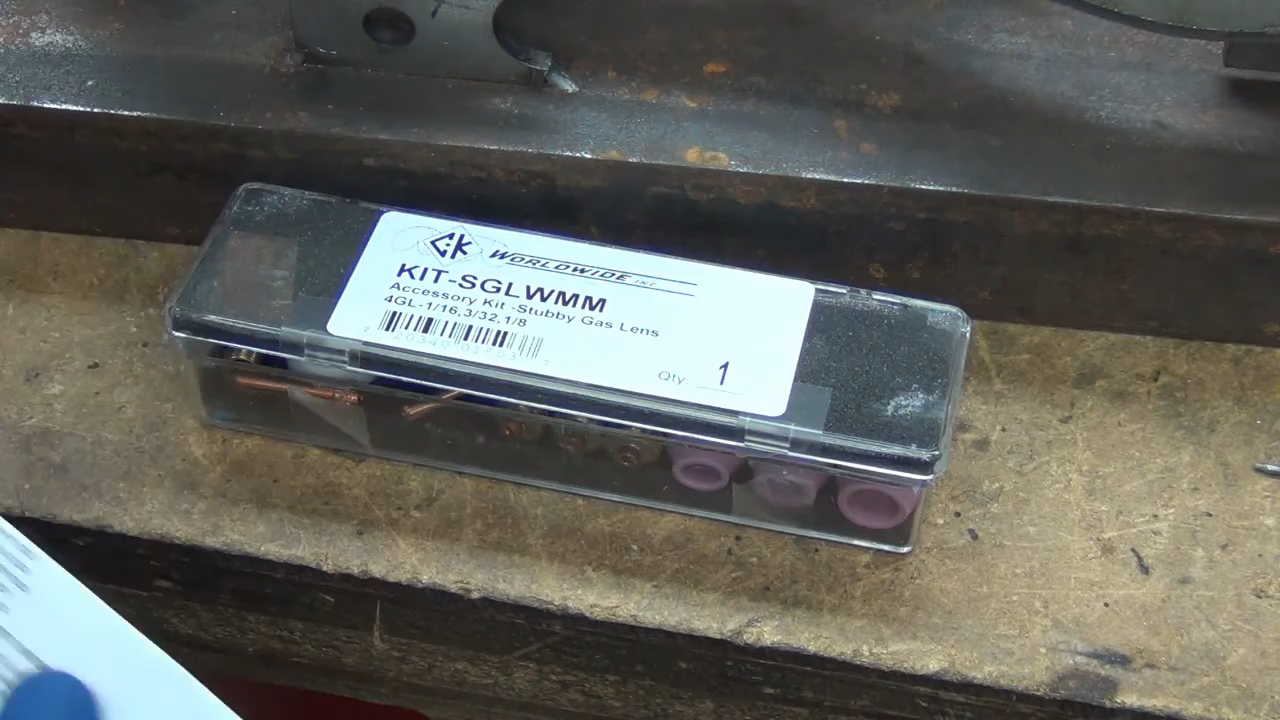 CK WORLDWIDE INC
KIT-SGLWMM
Accessory Kit -Stubby Gas Lens
4GL-1/16,3/32,1/8
Qty 1